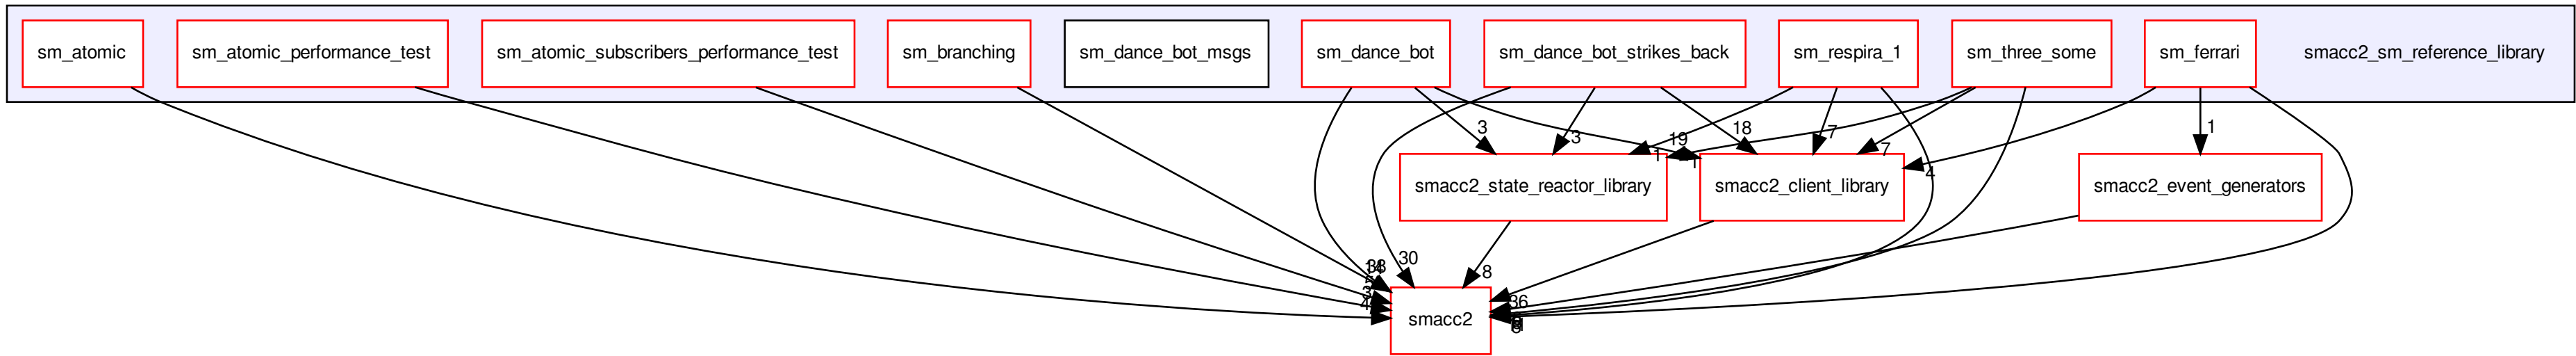 sm_atomic
sm_atomic_performance_test
sm_atomic_subscribers_performance_test
sm_branching
sm_dance_bot_msgs
sm_dance_bot
sm_dance_bot_strikes_back
sm_respira_1
sm_three_some
sm_ferrari
smacc2_sm_reference_library
3
3
19
18
7
1
1
1
7
4
smacc2_state_reactor_library
smacc2_client_library
smacc2_event_generators
30
8
36
smacc2